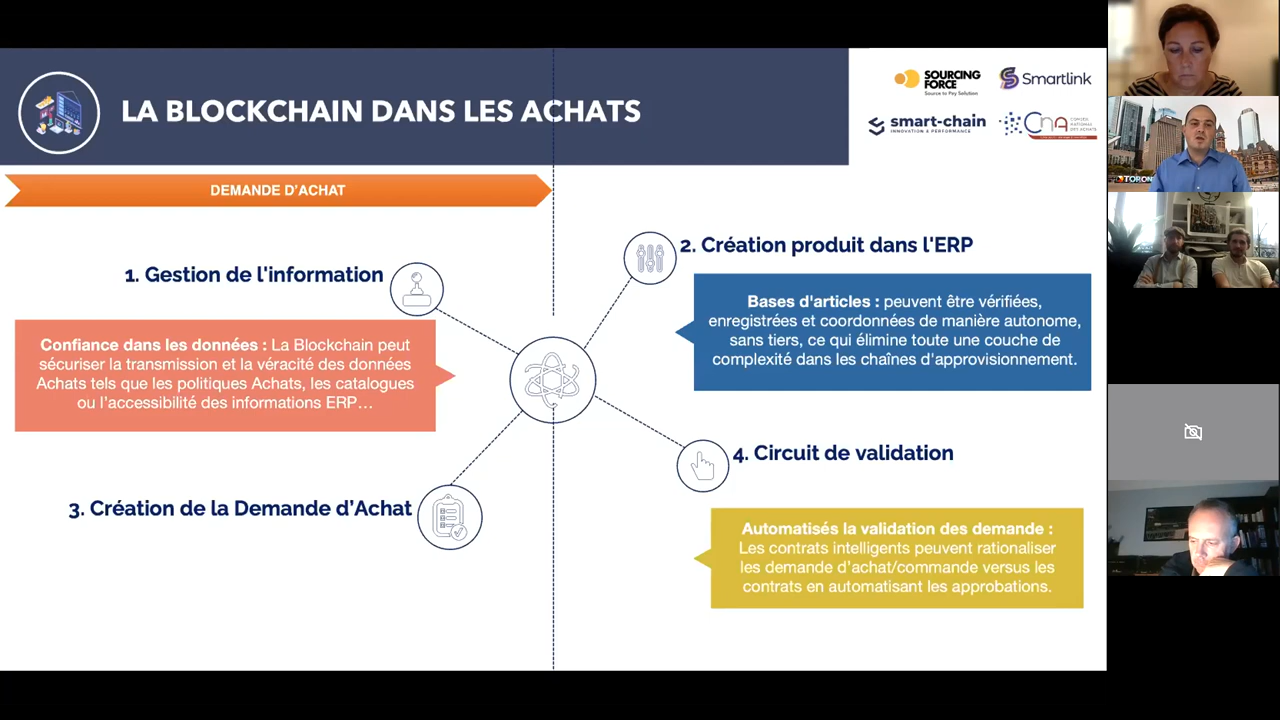 LA BLOCKCHAIN DANS LES ACHATS
SOURCING
FORCE
Source to Pay Solution
Smartlink
smart-chain
INNOVATION & PERFORMANCE
CNA
CONSEIL
NATIONAL
DES ACHATS
DEMANDE D'ACHAT
1. Gestion de l'information
Confiance dans les données : La Blockchain peut
sécuriser la transmission et la véracité des données
Achats tels que les politiques Achats, les catalogues
ou l'accessibilité des informations ERP...
2. Création produit dans l'ERP
Bases d'articles : peuvent être vérifiées,
enregistrées et coordonnées de manière autonome,
sans tiers, ce qui élimine toute une couche de
complexité dans les chaînes d'approvisionnement.
3. Création de la Demande d'Achat
4. Circuit de validation
Automatisés la validation des demande :
Les contrats intelligents peuvent rationaliser
les demande d'achat/commande versus les
contrats en automatisant les approbations.
TORON